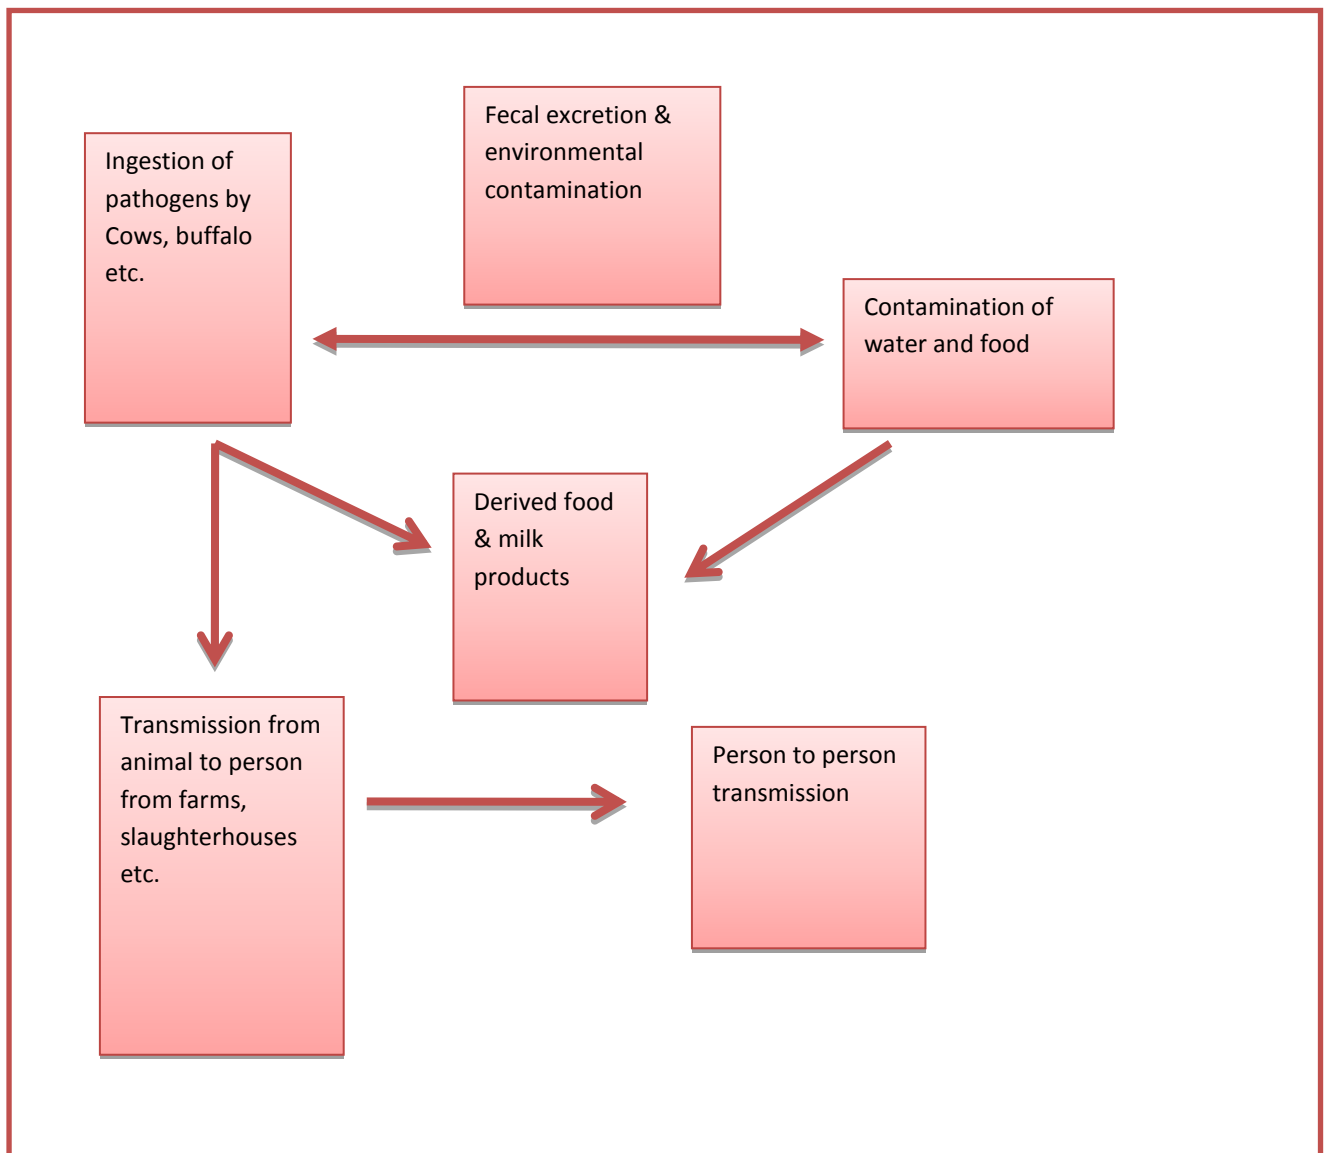 Ingestion of
pathogens by
Cows, buffalo
etc.
Fecal excretion &
environmental
contamination
Contamination of
water and food
Derived food
& milk
products
Transmission from
animal to person
from farms,
slaughterhouses
etc.
Person to person
transmission